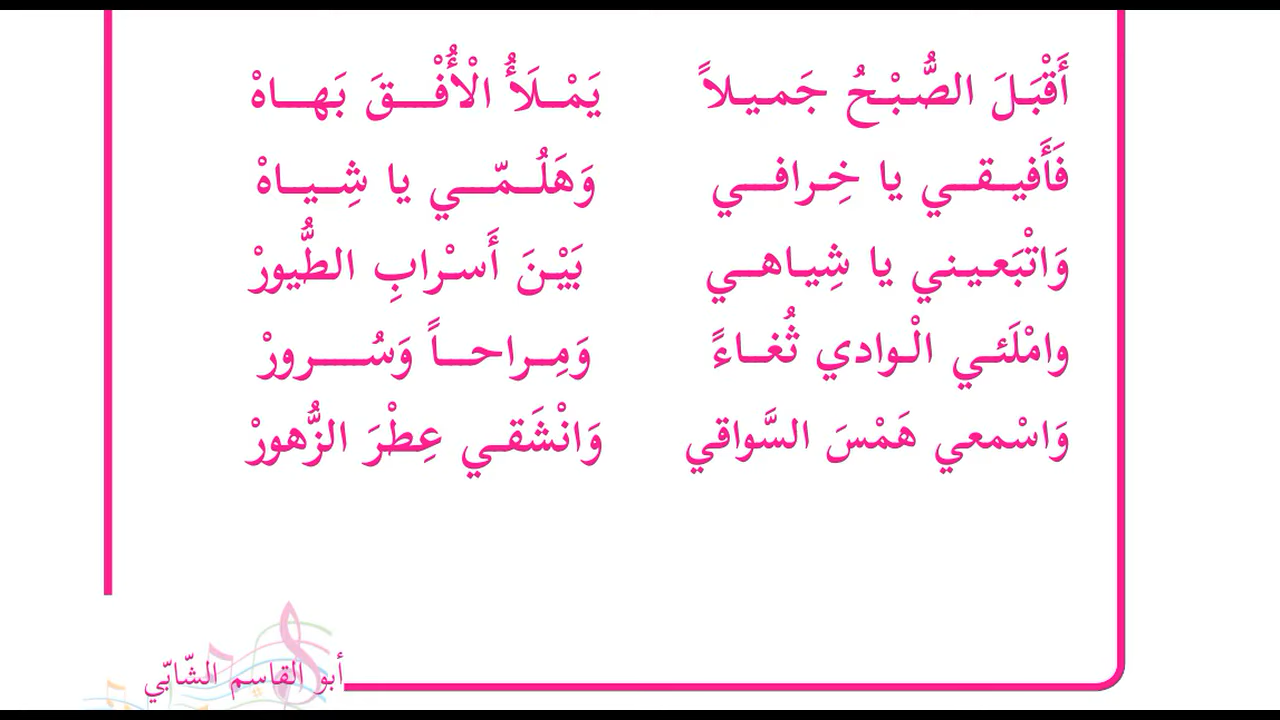 أَقْبَلَ الصُّبْحُ جَميلاً يَمْلَأُ الْأُفْقَ بَهاهْ
فَأَفيقي يا خِرافي وَهَلُمّي يا شِياهْ
وَاتْبَعيني يا شِياهي بَيْنَ أَسْرابِ الطُّيورْ
وامْلَئي الْوادي ثُغاءً وَمِراحاً وَسُرورْ
وَاسْمعي هَمْسَ السَّواقي وَانْشَقي عِطْرَ الزُّهورْ
أبو القاسم الشّابّي